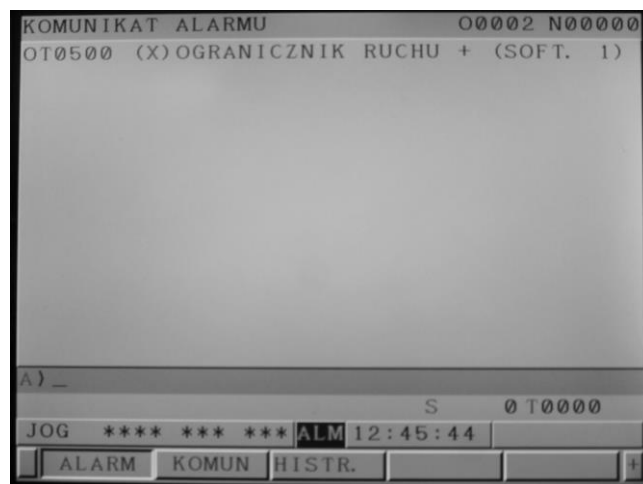 KOMUNIKAT ALARMU O0002 N00000
OT0500 (X)OGRANICZNIK RUCHU + (SOFT. 1)
A)_
S 0 T0000
JOG **** *** *** ALM 12:45:44
ALARM KOMUN HISTR. +